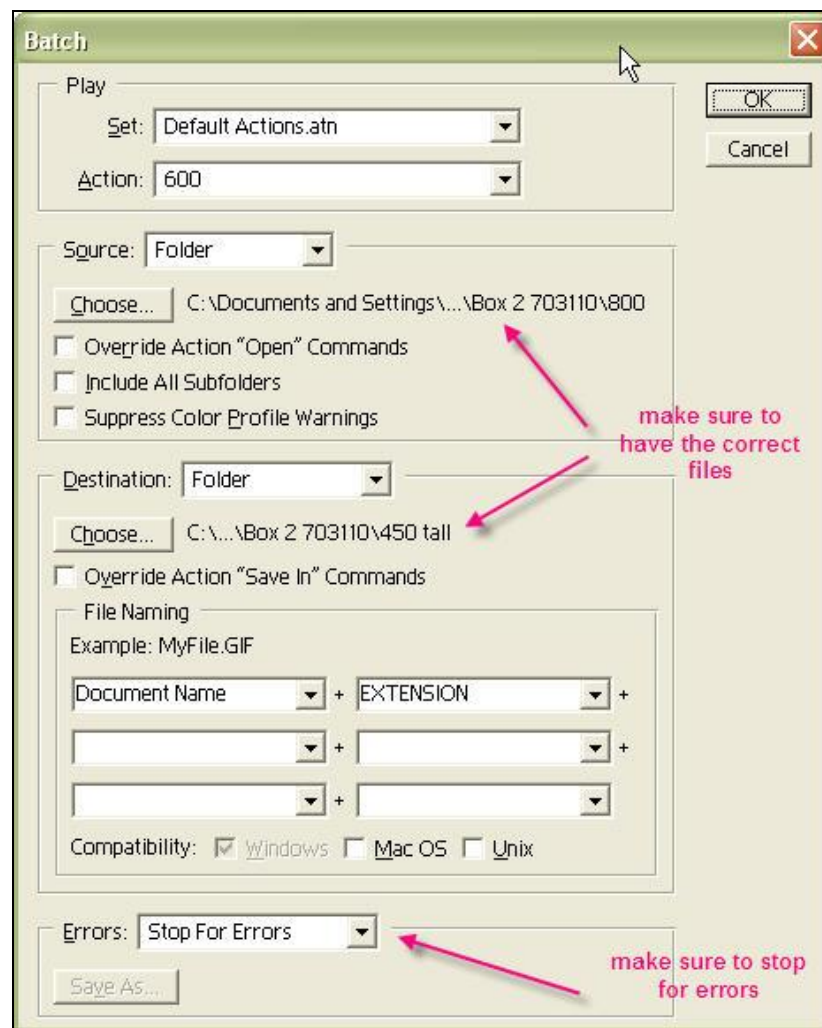 Batch
Play
Set: Default Actions.atn
Action: 600
OK
Cancel
Source: Folder
Choose... C:\Documents and Settings\...\Box 2 703110\800
Override Action "Open" Commands
Include All Subfolders
Suppress Color Profile Warnings
make sure to
have the correct
files
Destination: Folder
Choose... C:\...\Box 2 703110\450 tall
Override Action "Save In" Commands
File Naming
Example: MyFile.GIF
Document Name + EXTENSION +
+ +
+
Compatibility: Windows Mac OS Unix
Errors: Stop For Errors
Save As...
make sure to stop
for errors